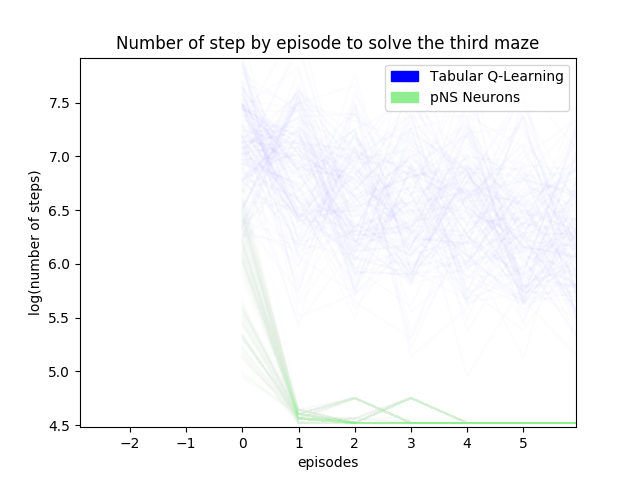 Number of step by episode to solve the third maze
Tabular Q-Learning
pNS Neurons
log(number of steps)
7.5
7.0
6.5
6.0
5.5
5.0
4.5
−2 −1 0 1 2 3 4 5
episodes